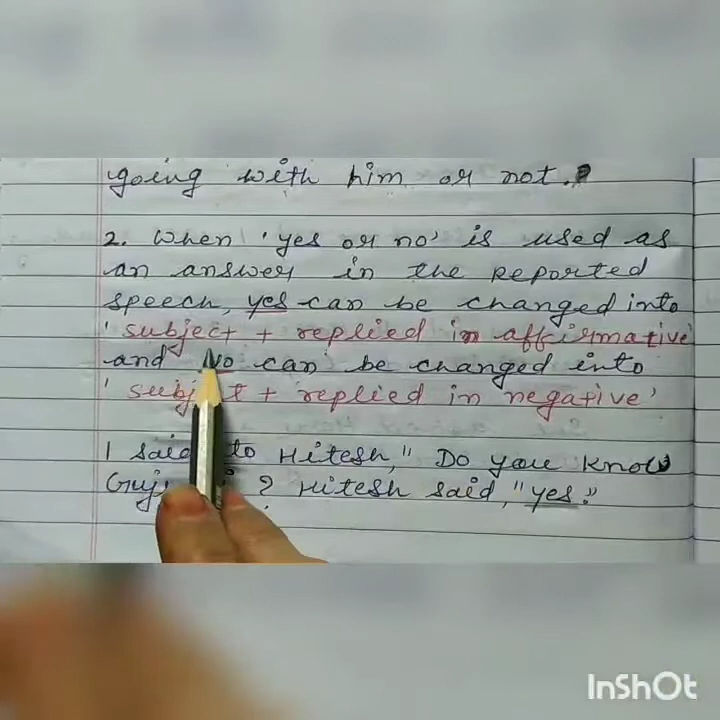 going with him or not.
2. When 'yes or no' is used as
an answer in the reported
speech, yes can be changed into
'subject + replied in affirmative'
and no can be changed into
'subject + replied in negative'
I said to Hitesh," Do you know
? Hitesh said, "yes."
InShOt